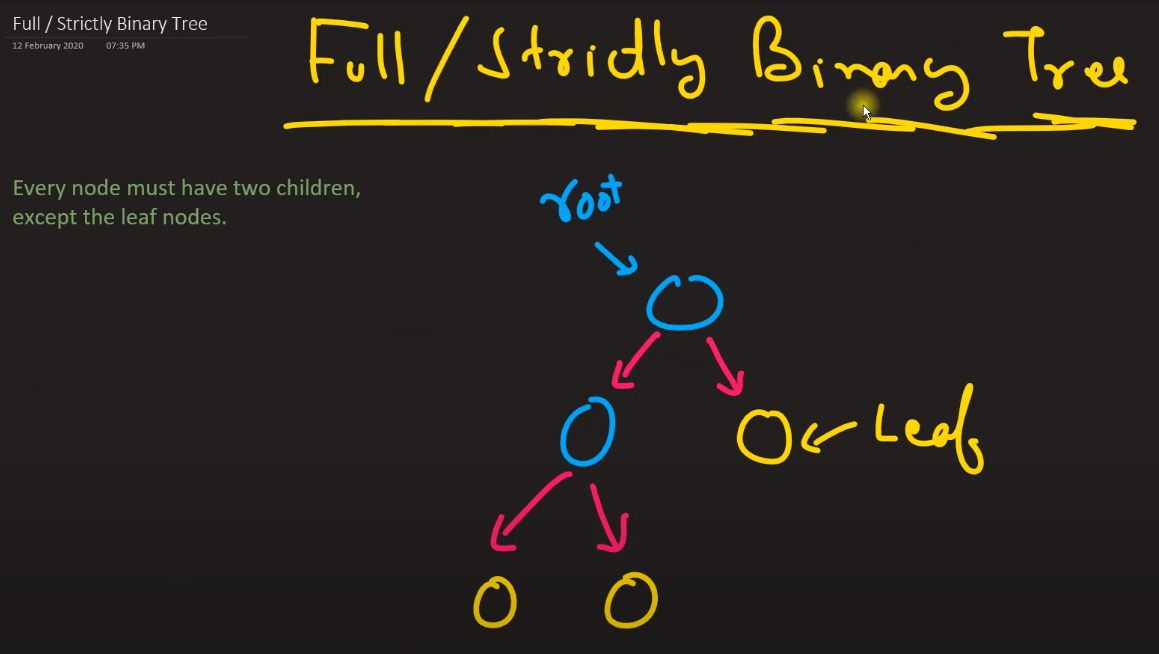 Full / Strictly Binary Tree
12 February 2020 07:35 PM
Full / Strictly Binary Tree
Every node must have two children,
except the leaf nodes.
root
Leaf